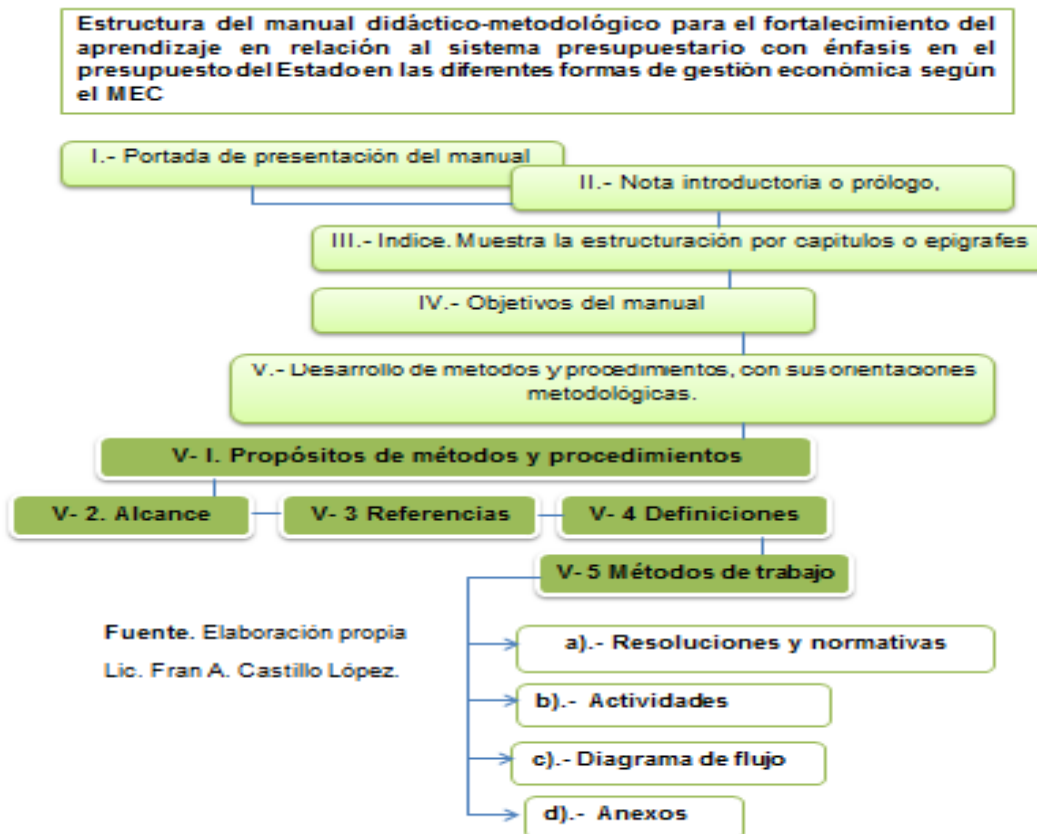 Estructura del manual didáctico-metodológico para el fortalecimiento del
aprendizaje en relación al sistema presupuestario con énfasis en el
presupuesto del Estado en las diferentes formas de gestión económica según
el MEC
I.- Portada de presentación del manual
II.- Nota introductoria o prólogo,
III.- Indice. Muestra la estructuración por capitulos o epigrafes
IV.- Objetivos del manual
V.- Desarrollo de metodos y procedimientos, con sus orientaciones
metodológicas.
V- I. Propósitos de métodos y procedimientos
V- 2. Alcance
V- 3 Referencias
V- 4 Definiciones
V- 5 Métodos de trabajo
Fuente. Elaboración propia
Lic. Fran A. Castillo López.
a).- Resoluciones y normativas
b).- Actividades
c).- Diagrama de flujo
d).- Anexos